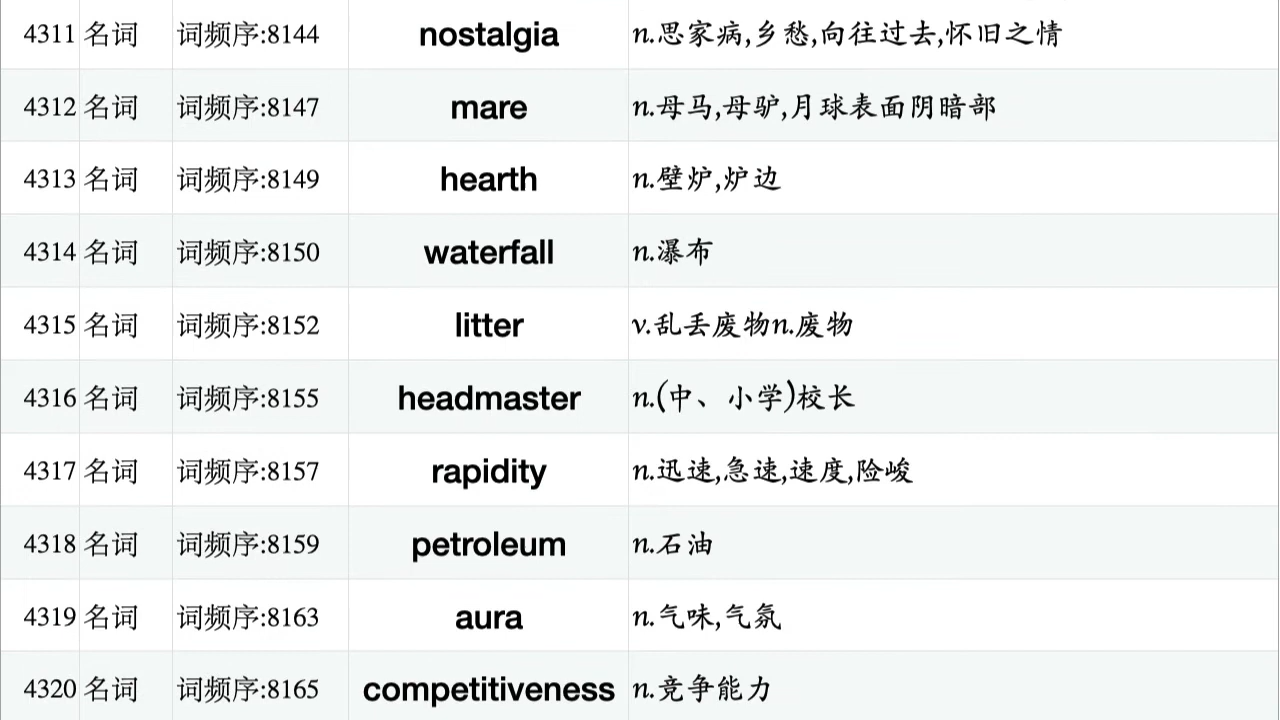 4311 名词 词频序:8144 nostalgia n.思家病,乡愁,向往过去,怀旧之情
4312 名词 词频序:8147 mare n.母马,母驴,月球表面阴暗部
4313 名词 词频序:8149 hearth n.壁炉,炉边
4314 名词 词频序:8150 waterfall n.瀑布
4315 名词 词频序:8152 litter v.乱丢废物n.废物
4316 名词 词频序:8155 headmaster n.(中、小学)校长
4317 名词 词频序:8157 rapidity n.迅速,急速,速度,险峻
4318 名词 词频序:8159 petroleum n.石油
4319 名词 词频序:8163 aura n.气味,气氛
4320 名词 词频序:8165 competitiveness n.竞争能力